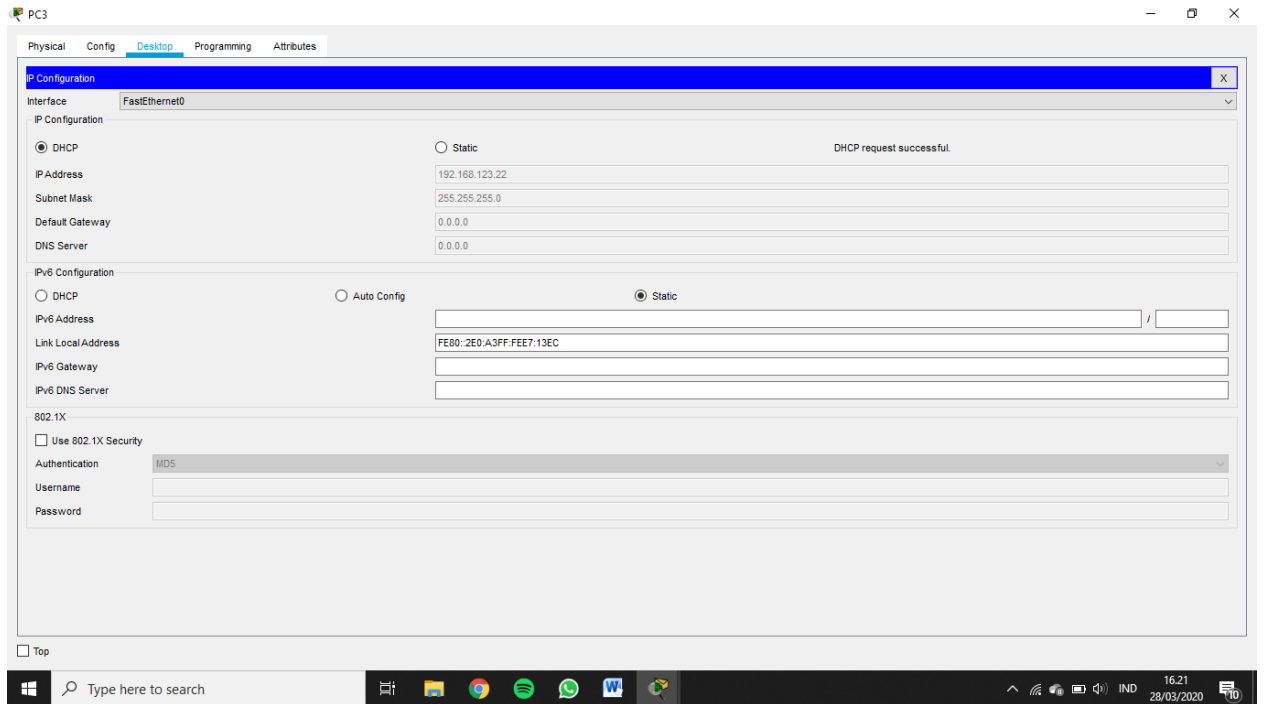 PC3
Physical Config Desktop Programming Attributes
IP Configuration X
Interface FastEthernet0
IP Configuration
DHCP Static DHCP request successful.
IP Address 192.168.123.22
Subnet Mask 255.255.255.0
Default Gateway 0.0.0.0
DNS Server 0.0.0.0
IPv6 Configuration
DHCP Auto Config Static
IPv6 Address /
Link Local Address FE80::2E0:A3FF:FEE7:13EC
IPv6 Gateway
IPv6 DNS Server
802.1X
Use 802.1X Security
Authentication MD5
Username
Password
Top
Type here to search W IND 16.21
28/03/2020 10